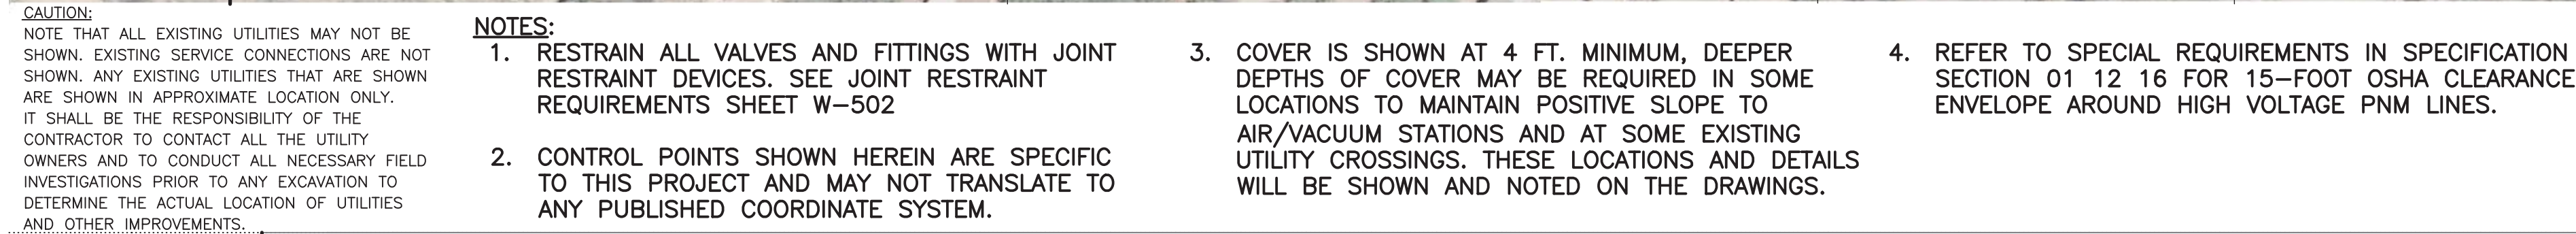 CAUTION:
NOTE THAT ALL EXISTING UTILITIES MAY NOT BE
SHOWN. EXISTING SERVICE CONNECTIONS ARE NOT
SHOWN. ANY EXISTING UTILITIES THAT ARE SHOWN
ARE SHOWN IN APPROXIMATE LOCATION ONLY.
IT SHALL BE THE RESPONSIBILITY OF THE
CONTRACTOR TO CONTACT ALL THE UTILITY
OWNERS AND TO CONDUCT ALL NECESSARY FIELD
INVESTIGATIONS PRIOR TO ANY EXCAVATION TO
DETERMINE THE ACTUAL LOCATION OF UTILITIES
AND OTHER IMPROVEMENTS.
NOTES:
1. RESTRAIN ALL VALVES AND FITTINGS WITH JOINT
RESTRAINT DEVICES. SEE JOINT RESTRAINT
REQUIREMENTS SHEET W-502
2. CONTROL POINTS SHOWN HEREIN ARE SPECIFIC
TO THIS PROJECT AND MAY NOT TRANSLATE TO
ANY PUBLISHED COORDINATE SYSTEM.
3. COVER IS SHOWN AT 4 FT. MINIMUM, DEEPER
DEPTHS OF COVER MAY BE REQUIRED IN SOME
LOCATIONS TO MAINTAIN POSITIVE SLOPE TO
AIR/VACUUM STATIONS AND AT SOME EXISTING
UTILITY CROSSINGS. THESE LOCATIONS AND DETAILS
WILL BE SHOWN AND NOTED ON THE DRAWINGS.
4. REFER TO SPECIAL REQUIREMENTS IN SPECIFICATION
SECTION 01 12 16 FOR 15-FOOT OSHA CLEARANCE
ENVELOPE AROUND HIGH VOLTAGE PNM LINES.